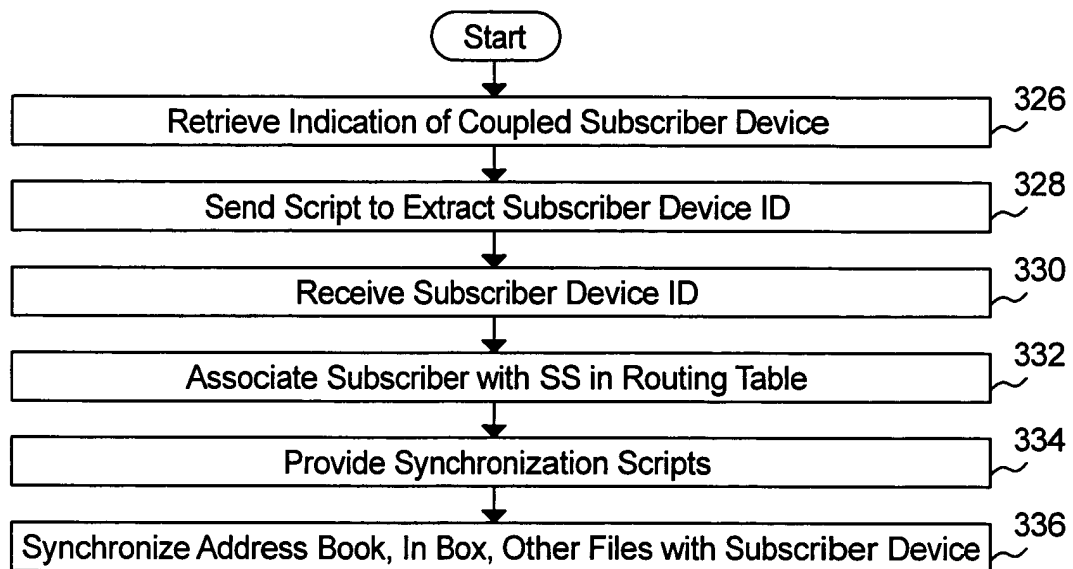 Start
326
Retrieve Indication of Coupled Subscriber Device
328
Send Script to Extract Subscriber Device ID
330
Receive Subscriber Device ID
332
Associate Subscriber with SS in Routing Table
334
Provide Synchronization Scripts
336
Synchronize Address Book, In Box, Other Files with Subscriber Device